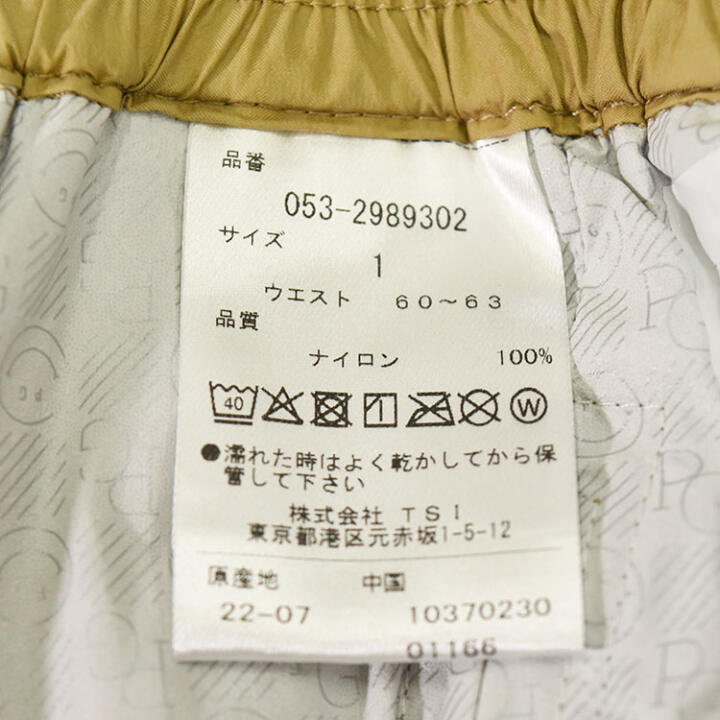 品番
053-2989302
サイズ
1
ウエスト 60～63
品質
ナイロン 100%
40 W
●濡れた時はよく乾かしてから保
管して下さい
株式会社 TSI
東京都港区元赤坂1-5-12
原産地 中国
22-07 10370230
01166